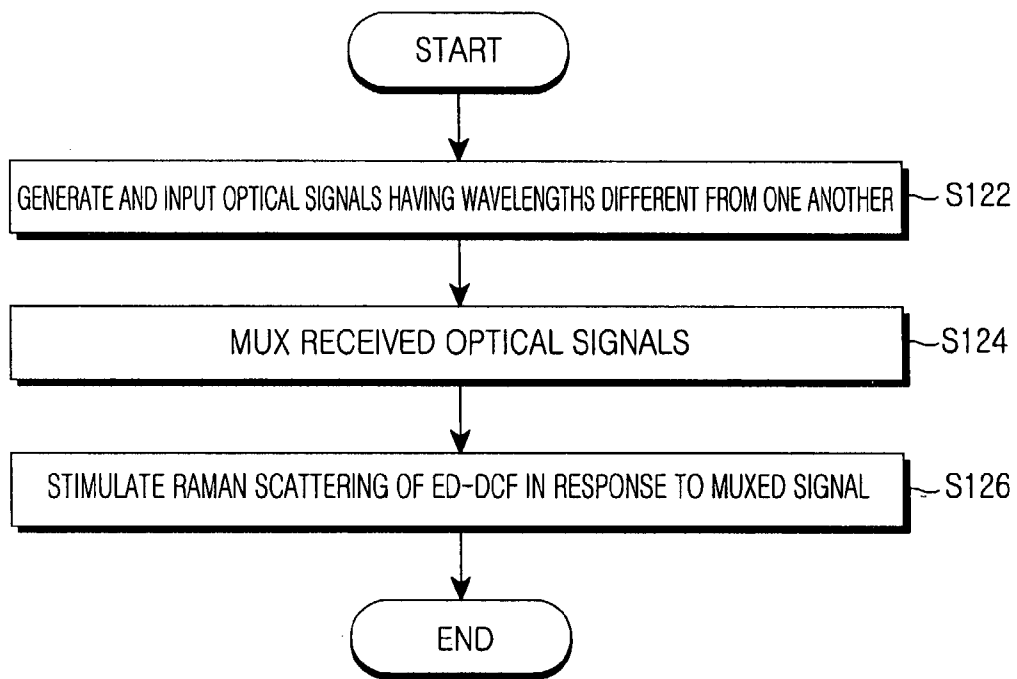 START
GENERATE AND INPUT OPTICAL SIGNALS HAVING WAVELENGTHS DIFFERENT FROM ONE ANOTHER
S122
MUX RECEIVED OPTICAL SIGNALS
S124
STIMULATE RAMAN SCATTERING OF ED-DCF IN RESPONSE TO MUXED SIGNAL
S126
END